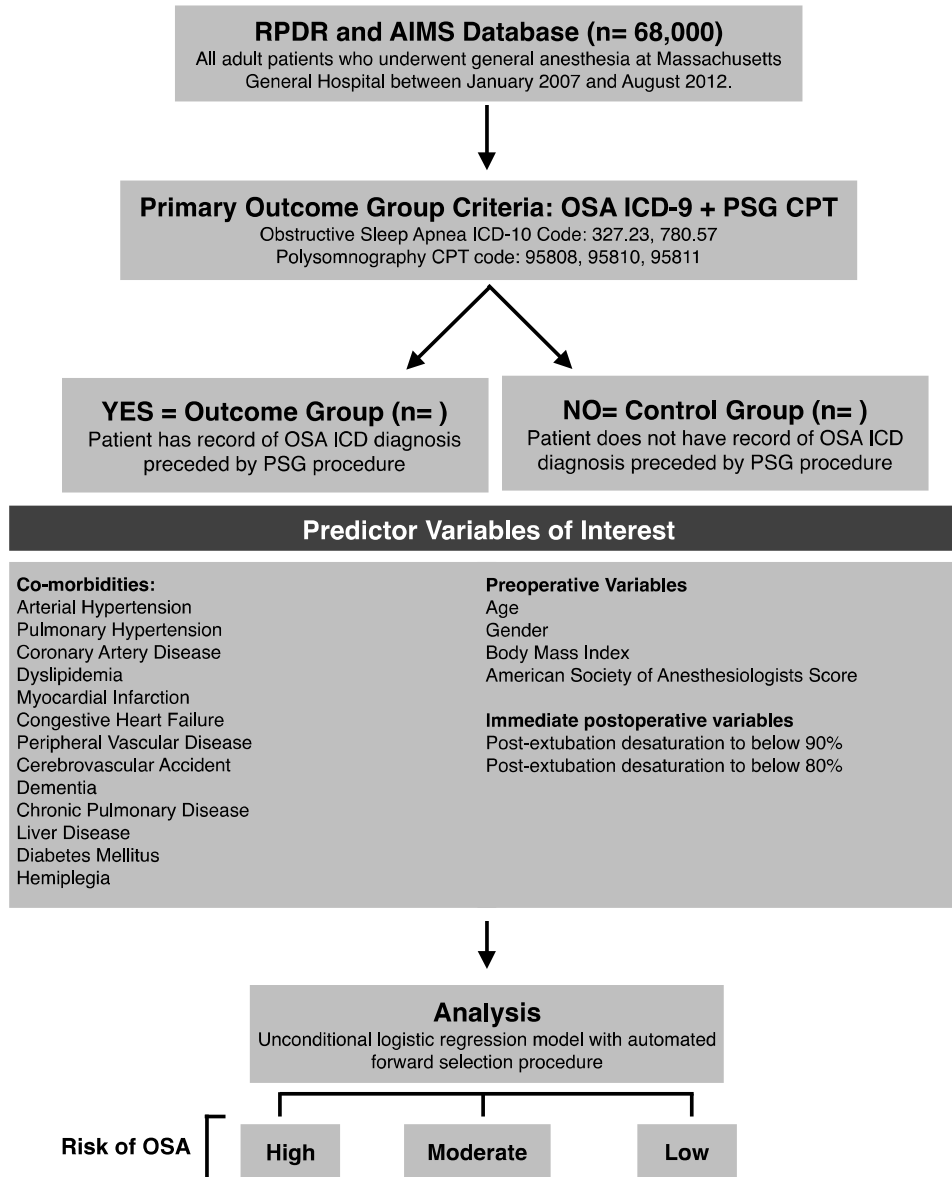 RPDR and AIMS Database (n= 68,000)
All adult patients who underwent general anesthesia at Massachusetts
General Hospital between January 2007 and August 2012.
Primary Outcome Group Criteria: OSA ICD-9 + PSG CPT
Obstructive Sleep Apnea ICD-10 Code: 327.23, 780.57
Polysomnography CPT code: 95808, 95810, 95811
YES = Outcome Group (n= )
Patient has record of OSA ICD diagnosis
preceded by PSG procedure
NO= Control Group (n= )
Patient does not have record of OSA ICD
diagnosis preceded by PSG procedure
Predictor Variables of Interest
Co-morbidities:
Arterial Hypertension
Pulmonary Hypertension
Coronary Artery Disease
Dyslipidemia
Myocardial Infarction
Congestive Heart Failure
Peripheral Vascular Disease
Cerebrovascular Accident
Dementia
Chronic Pulmonary Disease
Liver Disease
Diabetes Mellitus
Hemiplegia
Preoperative Variables
Age
Gender
Body Mass Index
American Society of Anesthesiologists Score
Immediate postoperative variables
Post-extubation desaturation to below 90%
Post-extubation desaturation to below 80%
Analysis
Unconditional logistic regression model with automated
forward selection procedure
Risk of OSA
High
Moderate
Low